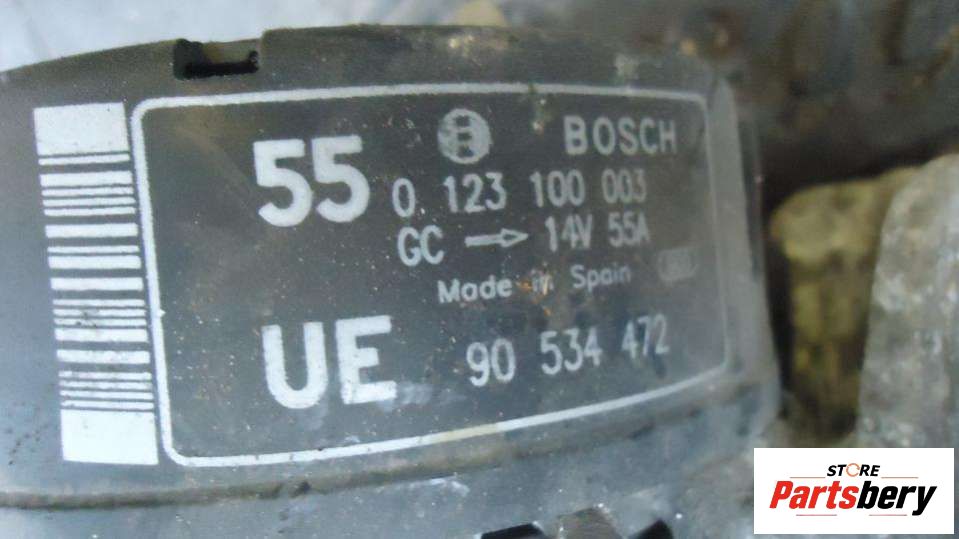 55 BOSCH
0 123 100 003
GC → 14V 55A
Made in Spain
UE 90 534 472
STORE
Partsbery